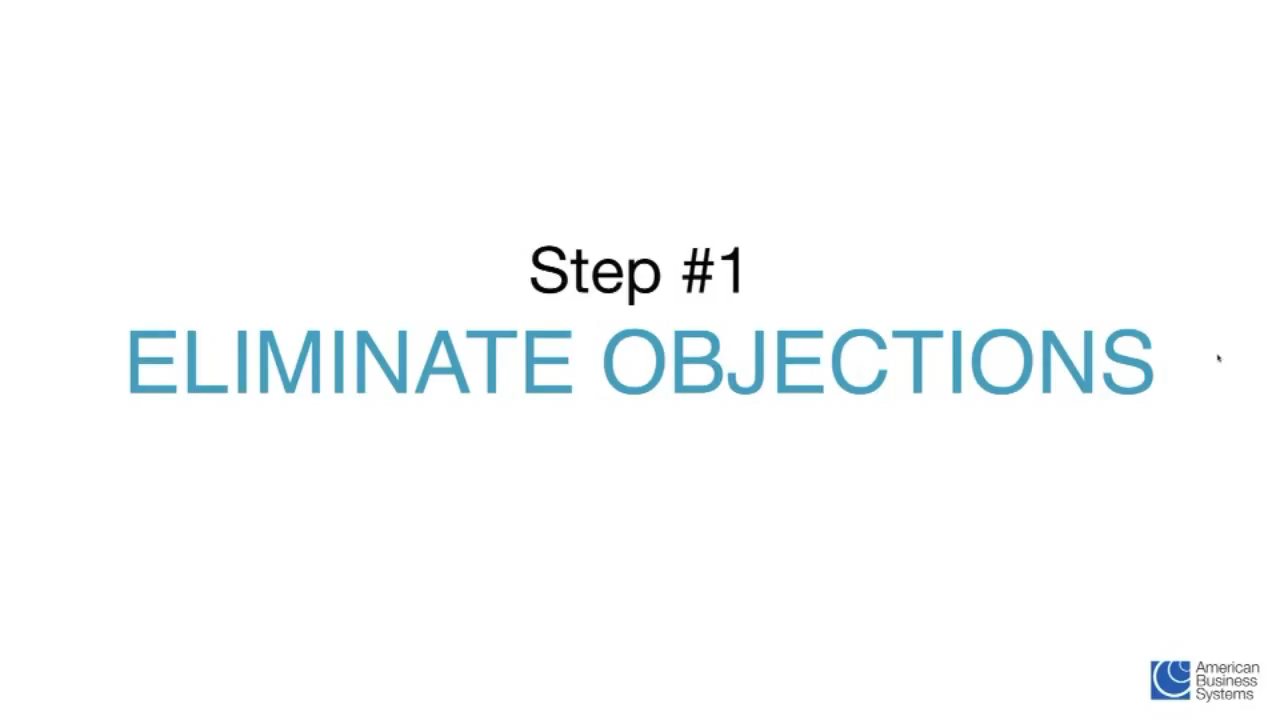 Step #1
ELIMINATE OBJECTIONS
American
Business
Systems